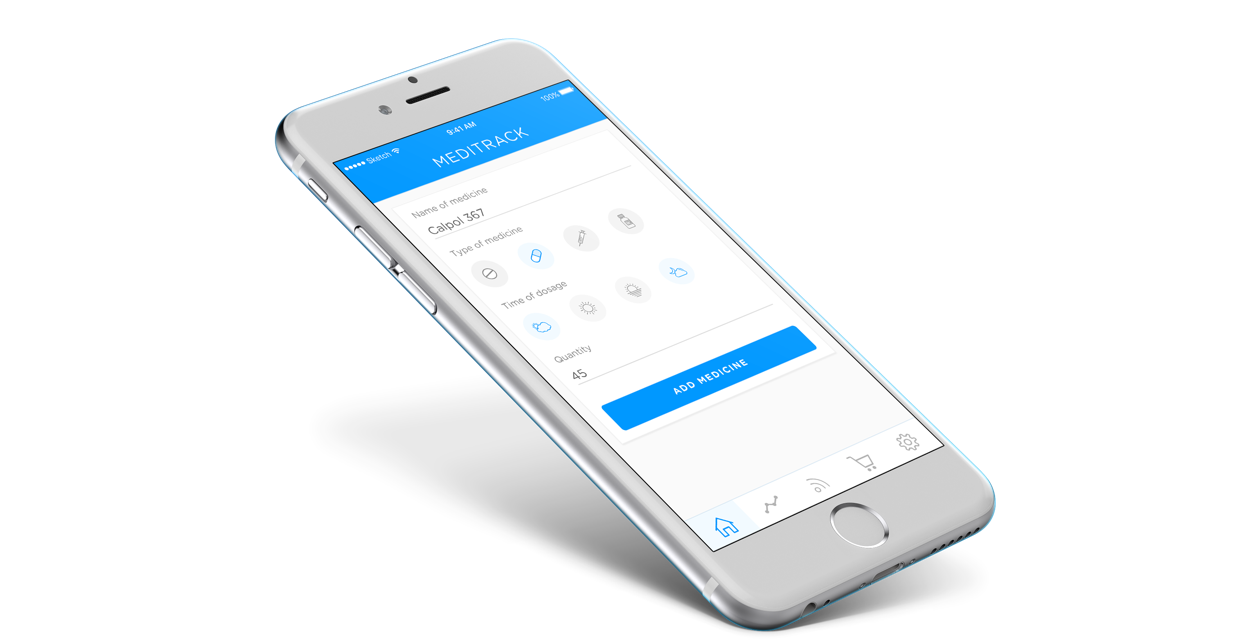 ●●●●● Sketch 9:41 AM 100%
MEDITRACK
Name of medicine
Calpol 367
Type of medicine
Time of dosage
Quantity
45
ADD MEDICINE